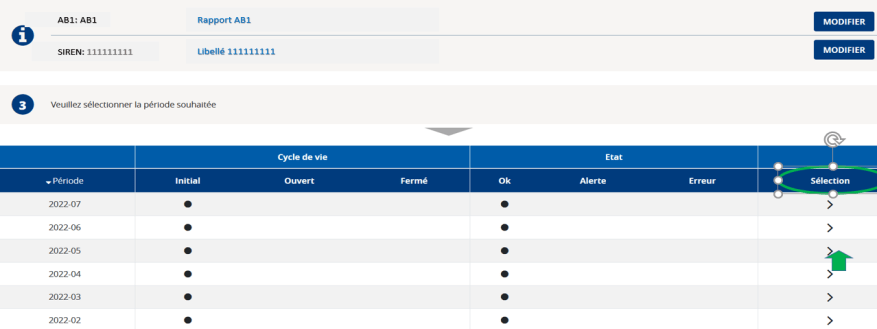 AB1: AB1 Rapport AB1 MODIFIER
SIREN: 111111111 Libellé 111111111 MODIFIER
3 Veuillez sélectionner la période souhaitée
Cycle de vie Etat
Période Initial Ouvert Fermé Ok Alerte Erreur Sélection
2022-07
2022-06
2022-05
2022-04
2022-03
2022-02